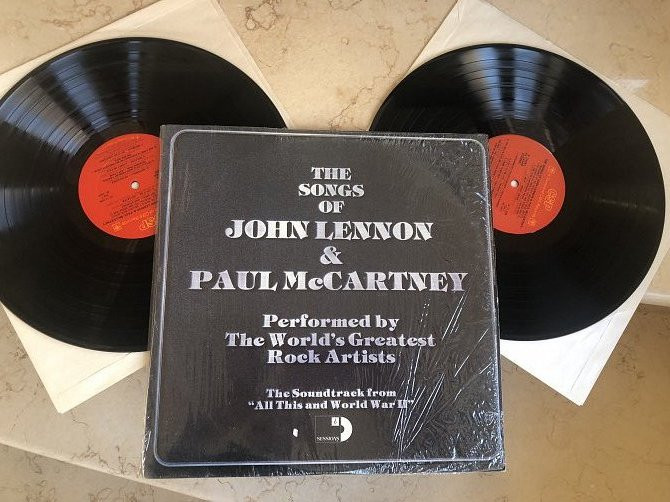 THE
SONGS
OF
JOHN LENNON
&
PAUL McCARTNEY
Performed by
The World's Greatest
Rock Artists
The Soundtrack from
"All This and World War II"
SESSIONS